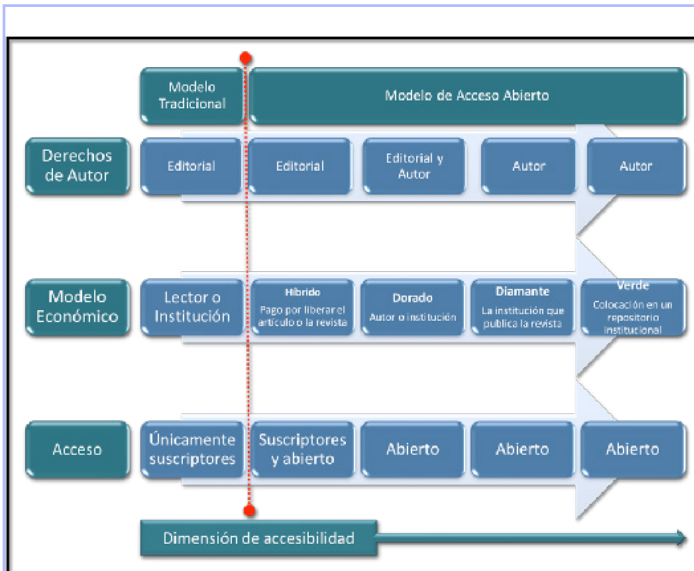 Modelo
Tradicional
Modelo de Acceso Abierto
Derechos
de Autor
Editorial
Editorial
Editorial y
Autor
Autor
Autor
Modelo
Económico
Lector o
Institución
Híbrido
Pago por liberar el
artículo o la revista
Dorado
Autor o institución
Diamante
La institución que
publica la revista
Verde
Colocación en un
repositorio
institucional
Acceso
Únicamente
suscriptores
Suscriptores
y abierto
Abierto
Abierto
Abierto
Dimensión de accesibilidad